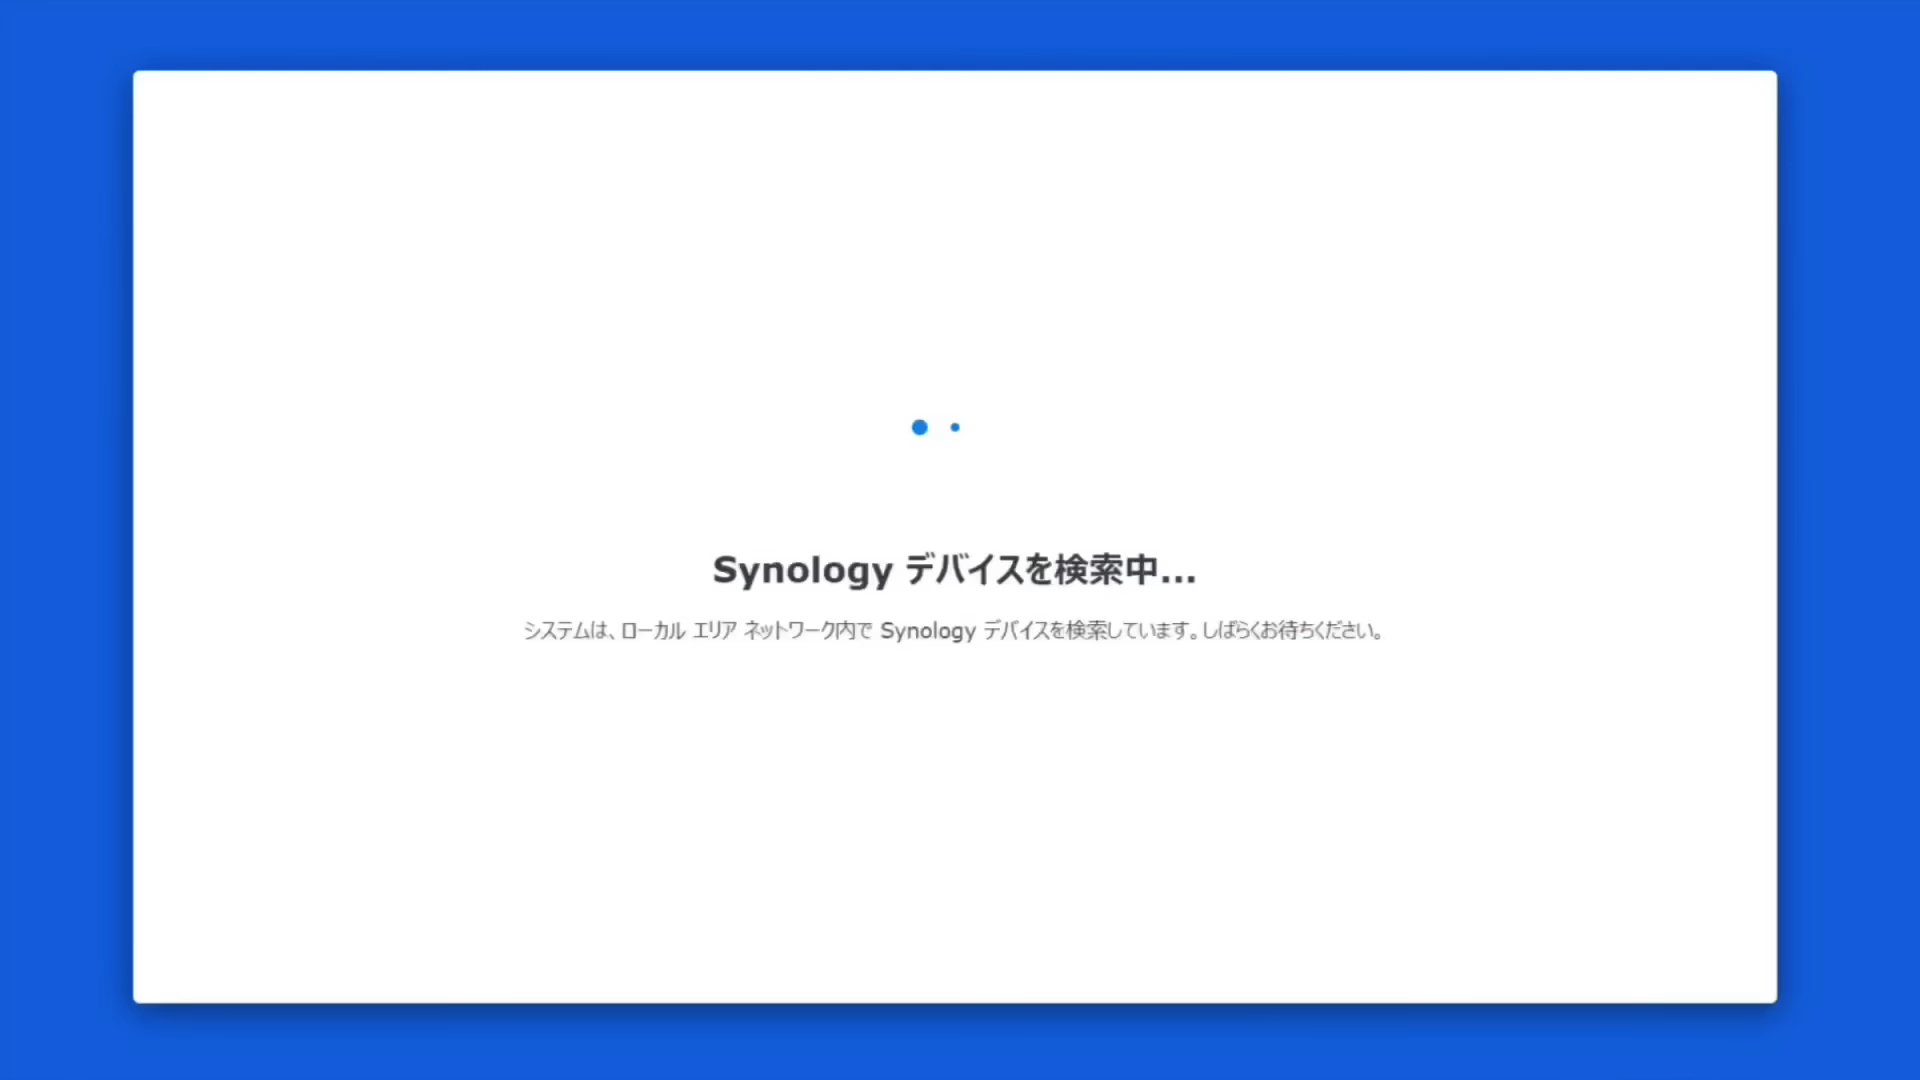 Synology デバイスを検索中...
システムは、ローカル エリア ネットワーク内で Synology デバイスを検索しています。しばらくお待ちください。